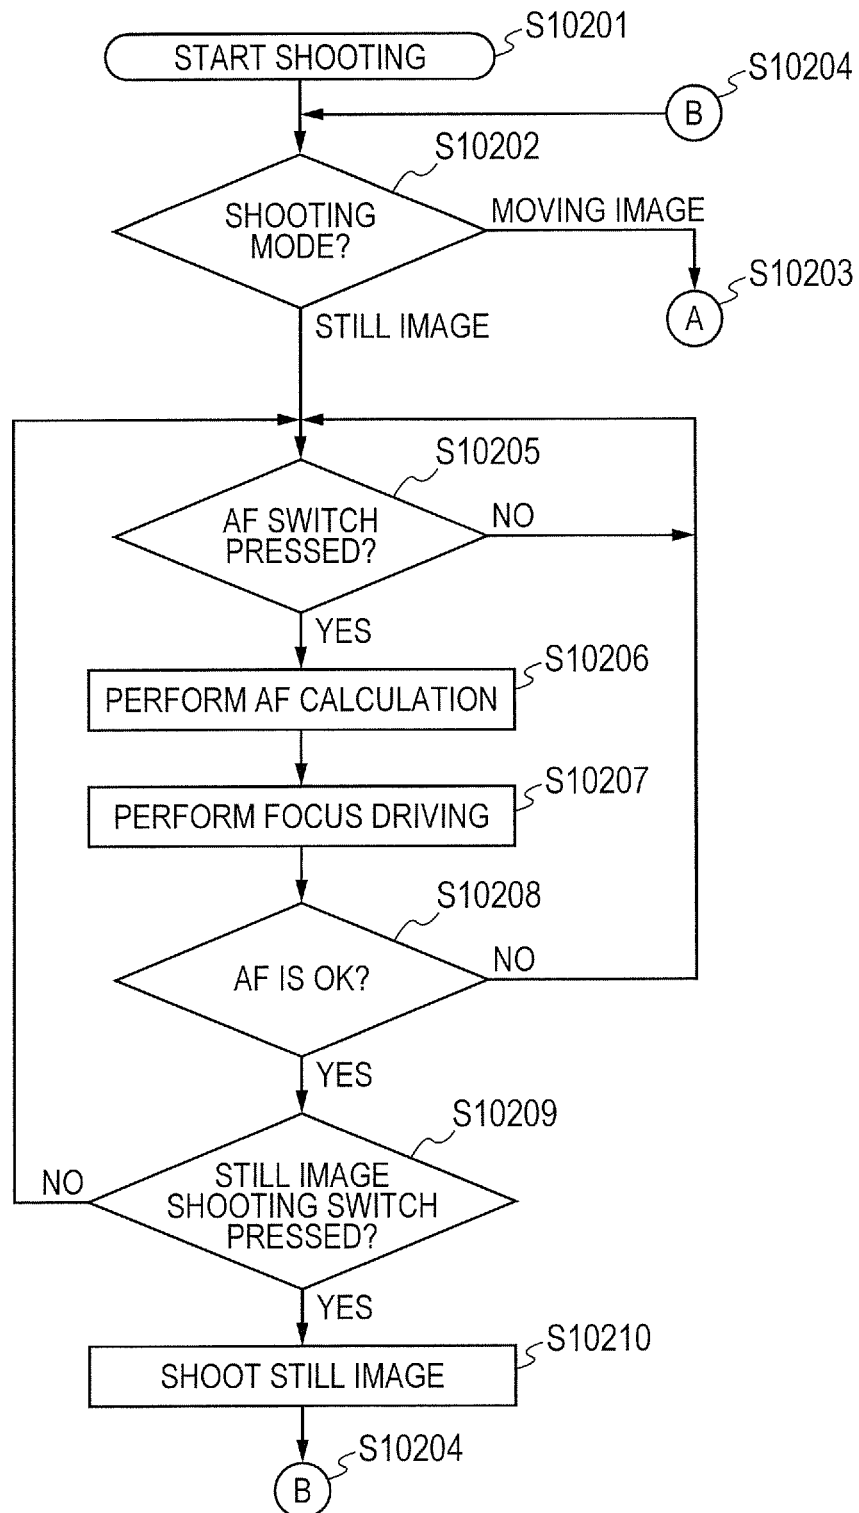 S10201
START SHOOTING
S10204
B
S10202
SHOOTING
MODE?
MOVING IMAGE
S10203
A
STILL IMAGE
S10205
AF SWITCH
PRESSED?
NO
YES
S10206
PERFORM AF CALCULATION
S10207
PERFORM FOCUS DRIVING
S10208
AF IS OK?
NO
YES
S10209
NO
STILL IMAGE
SHOOTING SWITCH
PRESSED?
YES
S10210
SHOOT STILL IMAGE
S10204
B